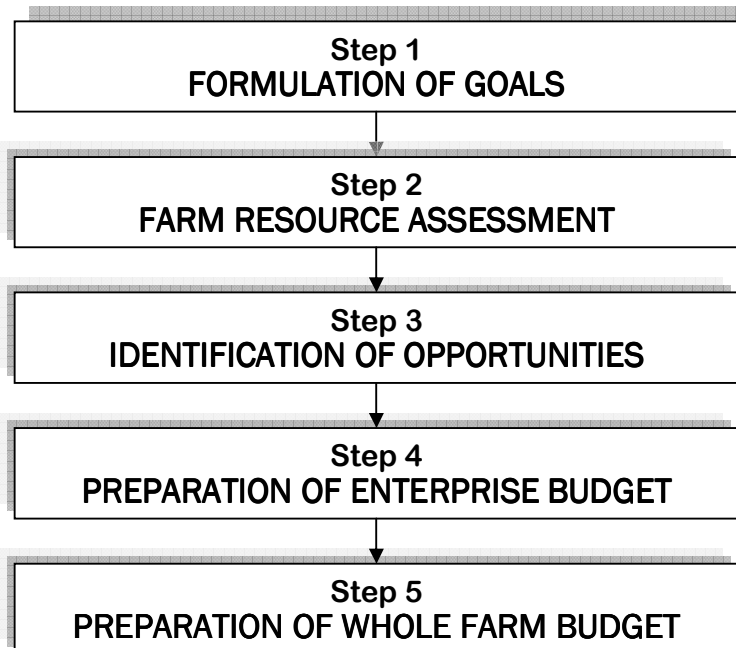 Step 1
FORMULATION OF GOALS
Step 2
FARM RESOURCE ASSESSMENT
Step 3
IDENTIFICATION OF OPPORTUNITIES
Step 4
PREPARATION OF ENTERPRISE BUDGET
Step 5
PREPARATION OF WHOLE FARM BUDGET